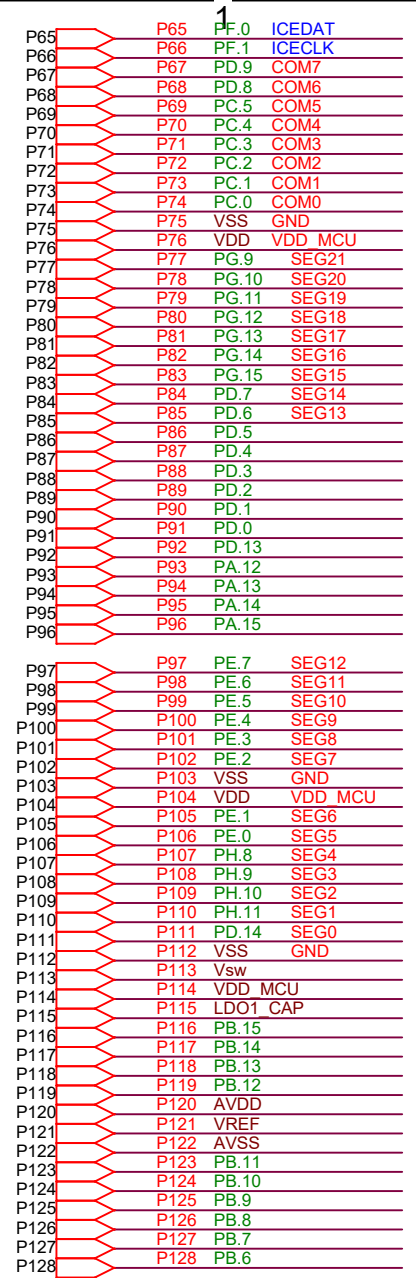 1
P65 P65 PF.0 ICEDAT
P66 P66 PF.1 ICECLK
P67 P67 PD.9 COM7
P68 P68 PD.8 COM6
P69 P69 PC.5 COM5
P70 P70 PC.4 COM4
P71 P71 PC.3 COM3
P72 P72 PC.2 COM2
P73 P73 PC.1 COM1
P74 P74 PC.0 COM0
P75 P75 VSS GND
P76 P76 VDD VDD_MCU
P77 P77 PG.9 SEG21
P78 P78 PG.10 SEG20
P79 P79 PG.11 SEG19
P80 P80 PG.12 SEG18
P81 P81 PG.13 SEG17
P82 P82 PG.14 SEG16
P83 P83 PG.15 SEG15
P84 P84 PD.7 SEG14
P85 P85 PD.6 SEG13
P86 P86 PD.5
P87 P87 PD.4
P88 P88 PD.3
P89 P89 PD.2
P90 P90 PD.1
P91 P91 PD.0
P92 P92 PD.13
P93 P93 PA.12
P94 P94 PA.13
P95 P95 PA.14
P96 P96 PA.15
P97 P97 PE.7 SEG12
P98 P98 PE.6 SEG11
P99 P99 PE.5 SEG10
P100 P100 PE.4 SEG9
P101 P101 PE.3 SEG8
P102 P102 PE.2 SEG7
P103 P103 VSS GND
P104 P104 VDD VDD_MCU
P105 P105 PE.1 SEG6
P106 P106 PE.0 SEG5
P107 P107 PH.8 SEG4
P108 P108 PH.9 SEG3
P109 P109 PH.10 SEG2
P110 P110 PH.11 SEG1
P111 P111 PD.14 SEG0
P112 P112 VSS GND
P113 P113 Vsw
P114 P114 VDD_MCU
P115 P115 LDO1_CAP
P116 P116 PB.15
P117 P117 PB.14
P118 P118 PB.13
P119 P119 PB.12
P120 P120 AVDD
P121 P121 VREF
P122 P122 AVSS
P123 P123 PB.11
P124 P124 PB.10
P125 P125 PB.9
P126 P126 PB.8
P127 P127 PB.7
P128 P128 PB.6